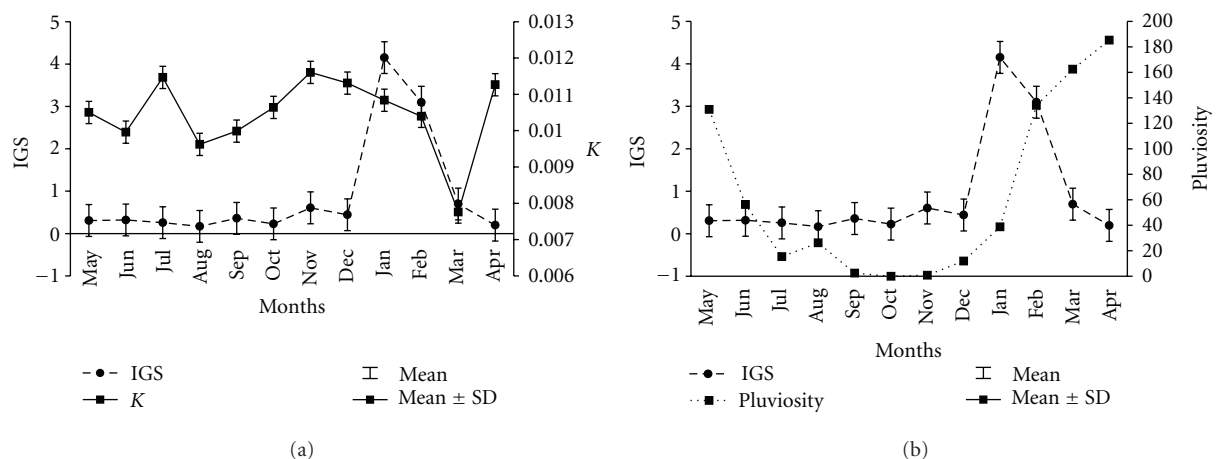 5
4
3
2
1
0
−1
IGS
0.013
0.012
0.011
0.01
0.009
0.008
0.007
0.006
K
May
Jun
Jul
Aug
Sep
Oct
Nov
Dec
Jan
Feb
Mar
Apr
Months
IGS
K
Mean
Mean ± SD
(a)
5
4
3
2
1
0
−1
IGS
200
180
160
140
120
100
80
60
40
20
0
Pluviosity
May
Jun
Jul
Aug
Sep
Oct
Nov
Dec
Jan
Feb
Mar
Apr
Months
IGS
Pluviosity
Mean
Mean ± SD
(b)